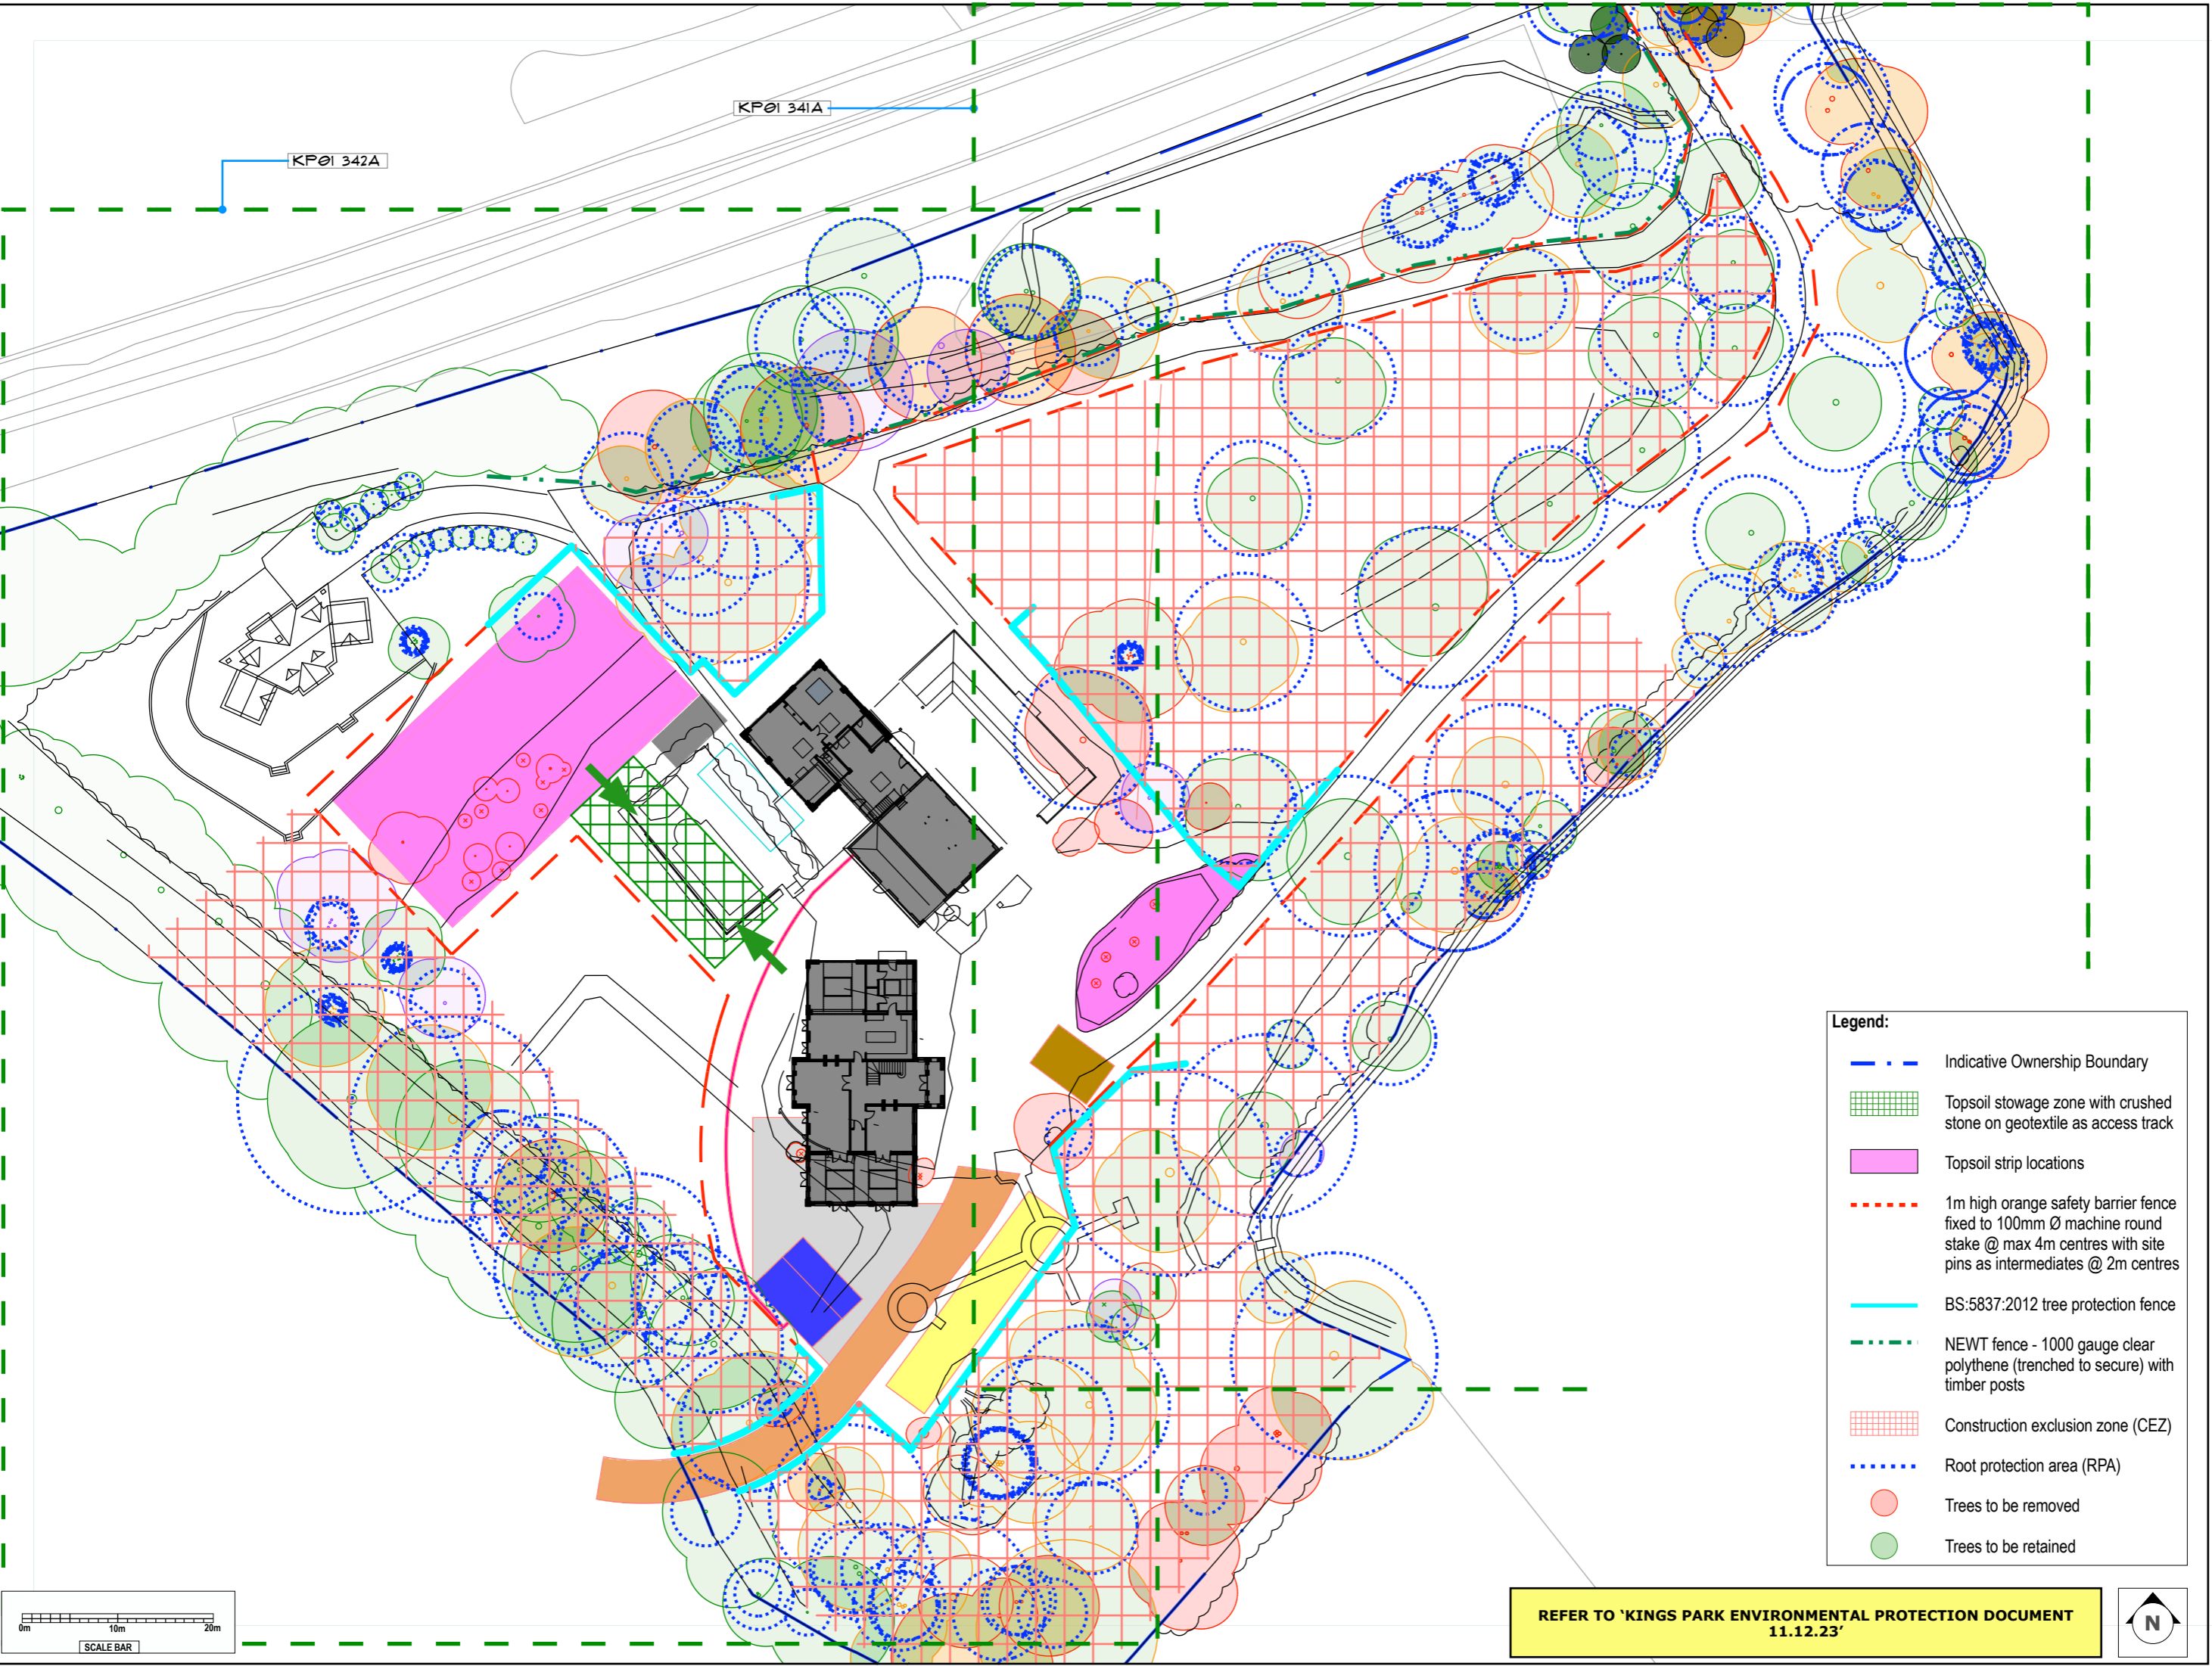 KP01 341A
KP01 342A
Legend:
Indicative Ownership Boundary
Topsoil stowage zone with crushed
stone on geotextile as access track
Topsoil strip locations
1m high orange safety barrier fence
fixed to 100mm Ø machine round
stake @ max 4m centres with site
pins as intermediates @ 2m centres
BS:5837:2012 tree protection fence
NEWT fence - 1000 gauge clear
polythene (trenched to secure) with
timber posts
Construction exclusion zone (CEZ)
Root protection area (RPA)
Trees to be removed
Trees to be retained
0m 10m 20m
SCALE BAR
REFER TO ‘KINGS PARK ENVIRONMENTAL PROTECTION DOCUMENT
11.12.23’
N